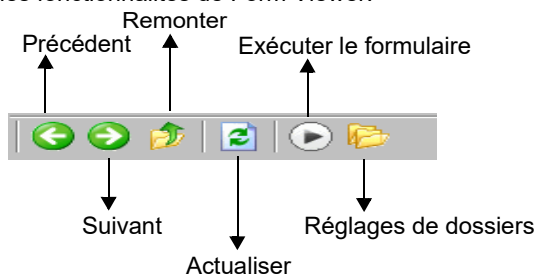 Remonter
Précédent
Exécuter le formulaire
Suivant
Réglages de dossiers
Actualiser